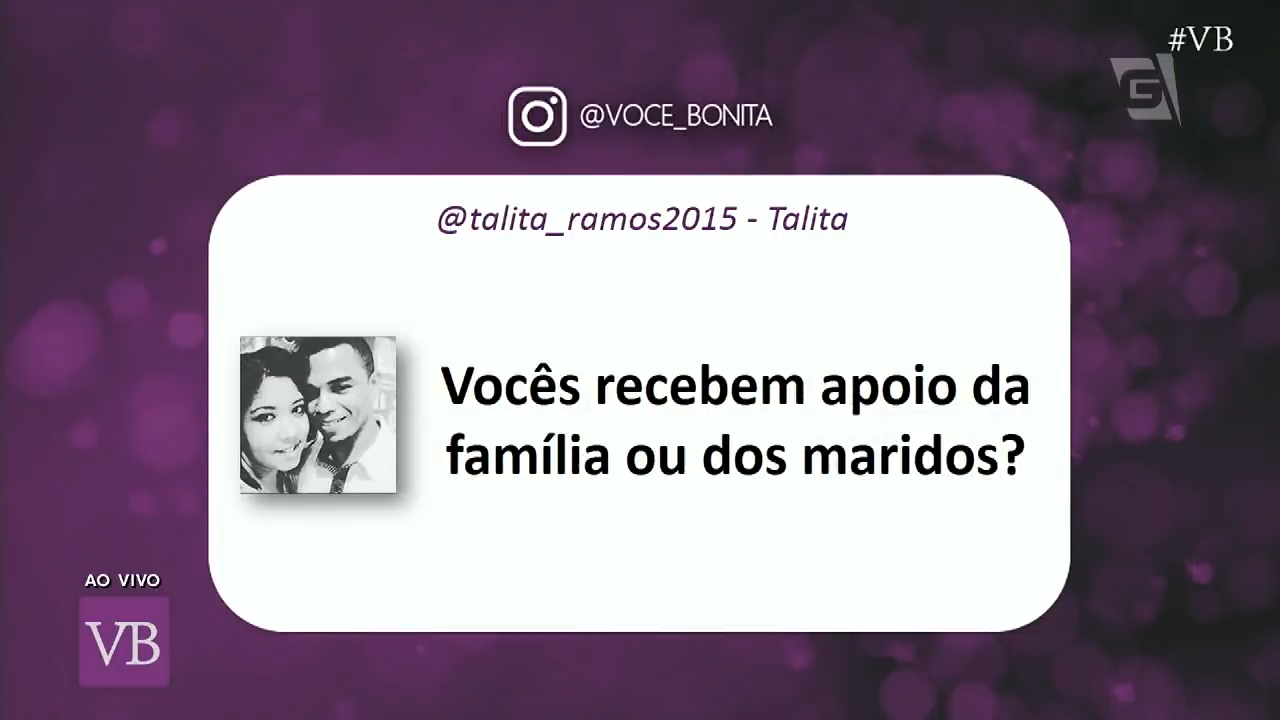 #VB
@VOCE_BONITA
@talita_ramos2015 - Talita
Vocês recebem apoio da
família ou dos maridos?
AO VIVO
VB